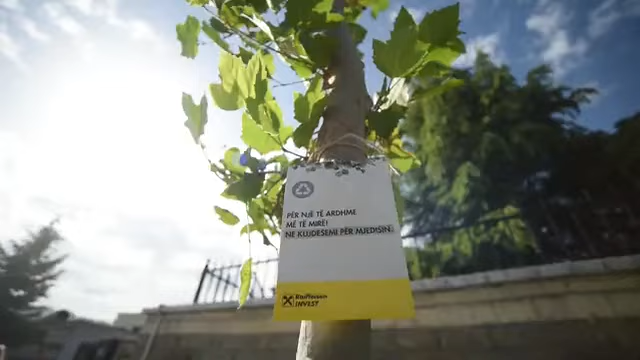 PËR NJË TË ARDHME
MË TË MIRË!
NE KUJDESEMI PËR MJEDISIN.
Raiffeisen
INVEST